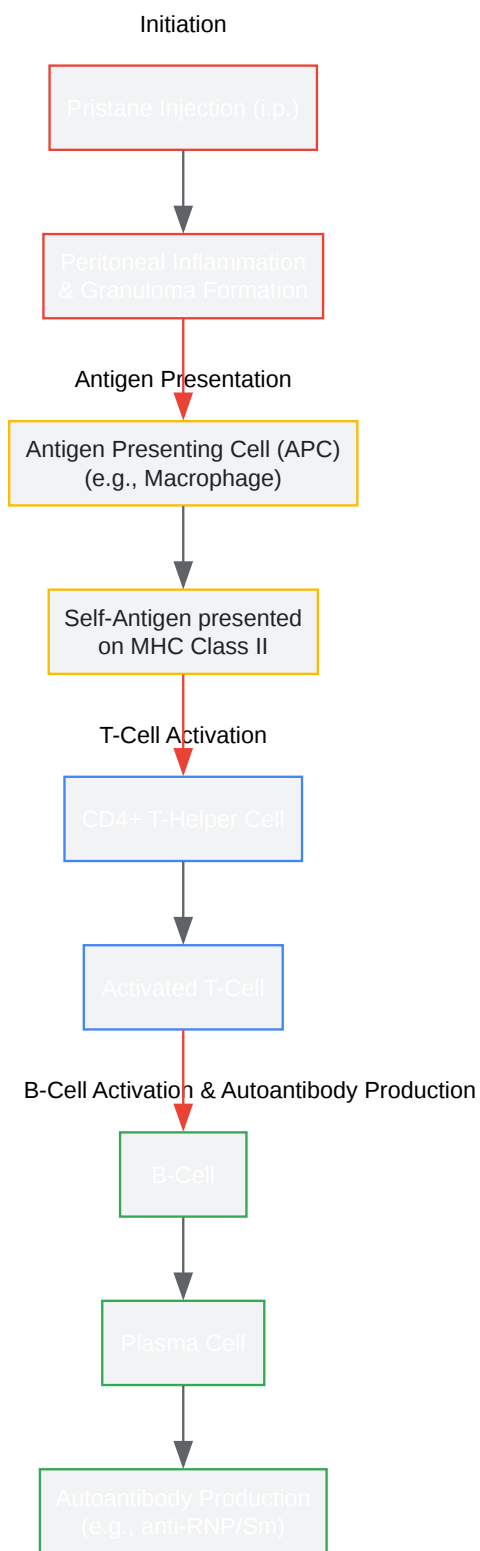 Initiation
Pristane Injection (i.p.)
Peritoneal Inflammation
& Granuloma Formation
Antigen Presentation
Antigen Presenting Cell (APC)
(e.g., Macrophage)
Self-Antigen presented
on MHC Class II
T-Cell Activation
CD4+ T-Helper Cell
Activated T-Cell
B-Cell Activation & Autoantibody Production
B-Cell
Plasma Cell
Autoantibody Production
(e.g., anti-RNP/Sm)